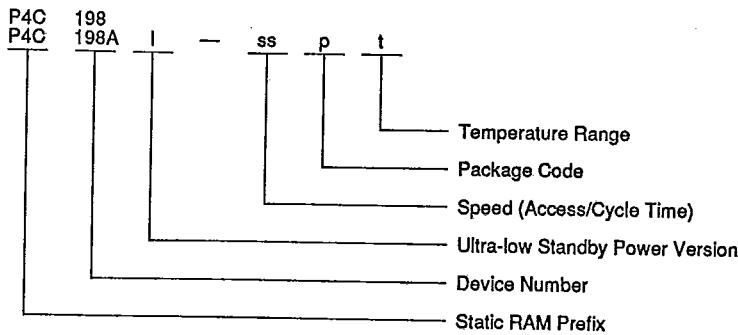 P4C 198
P4C 198A l — ss p t
Temperature Range
Package Code
Speed (Access/Cycle Time)
Ultra-low Standby Power Version
Device Number
Static RAM Prefix